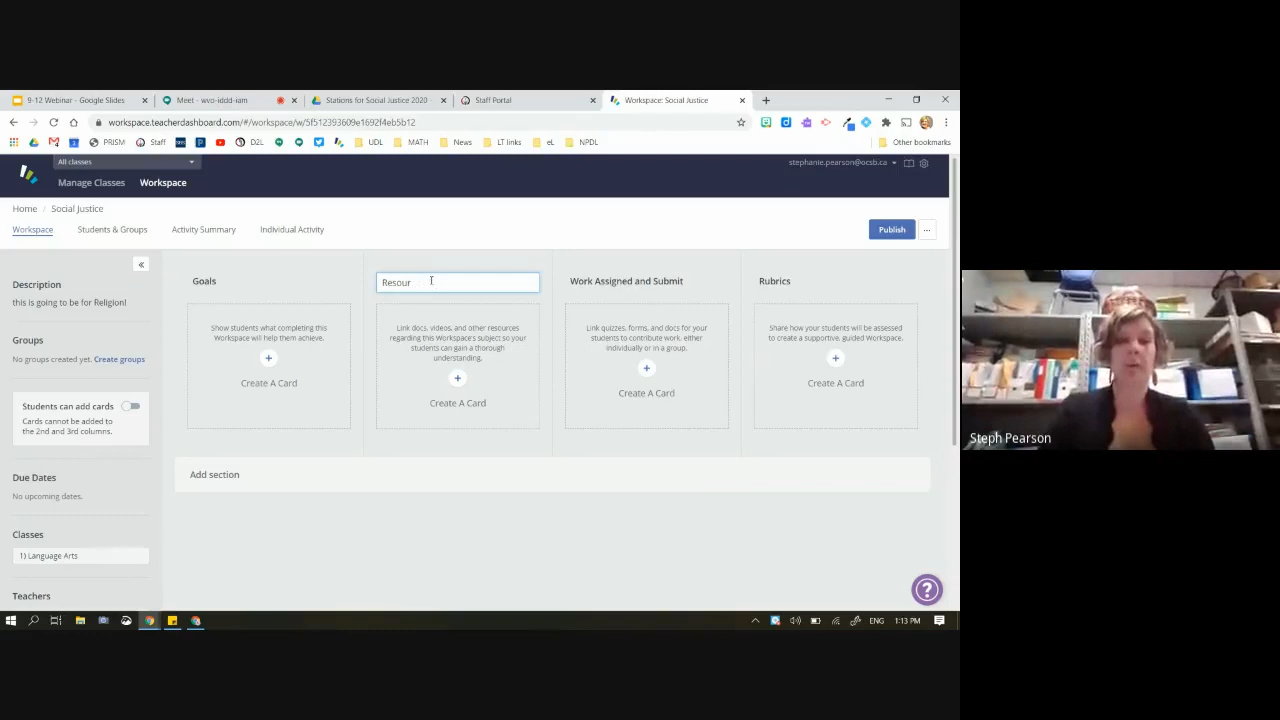 9-12 Webinar - Google Slides
Meet - wvo-iddd-iam
Stations for Social Justice 2020
Staff Portal
Workspace: Social Justice
workspace.teacherdashboard.com/#/workspace/w/5f512393609e1692f4eb5b12
PRISM
Staff
D2L
UDL
MATH
News
LT links
eL
NPDL
Other bookmarks
All classes
stephanie.pearson@ocsb.ca
Manage Classes
Workspace
Home / Social Justice
Workspace
Students & Groups
Activity Summary
Individual Activity
Publish
...
Description
this is going to be for Religion!
Groups
No groups created yet. Create groups
Students can add cards
Cards cannot be added
to the 2nd and 3rd columns.
Due Dates
No upcoming dates.
Classes
1) Language Arts
Teachers
Goals
Show students what completing this
Workspace will help them achieve.
Create A Card
Resour
Link docs, videos, and other resources
regarding this Workspace's subject so your
students can gain a thorough
understanding.
Create A Card
Work Assigned and Submit
Link quizzes, forms, and docs for your
students to contribute work, either
individually or in a group.
Create A Card
Rubrics
Share how your students will be assessed
to create a supportive, guided Workspace.
Create A Card
Add section
?
ENG
1:13 PM
Steph Pearson